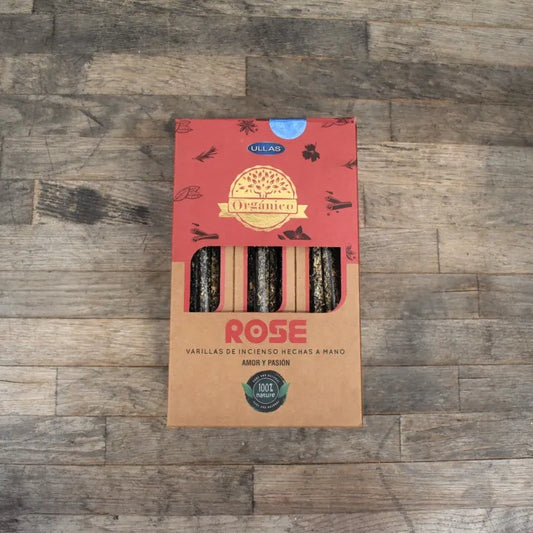 ULLAS
Orgánico
ROSE
VARILLAS DE INCIENSO HECHAS A MANO
AMOR Y PASIÓN
100%
nature